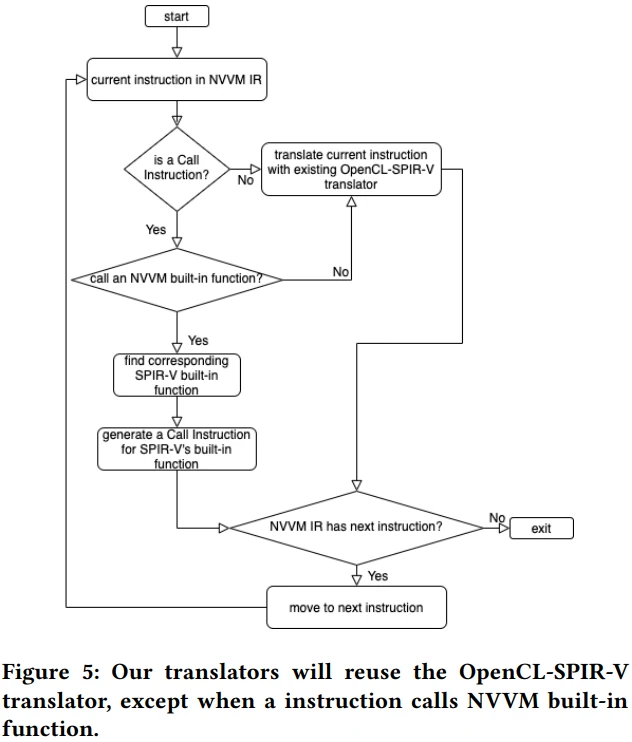 start
current instruction in NVVM IR
is a Call
Instruction?
No
translate current instruction
with existing OpenCL-SPIR-V
translator
Yes
call an NVVM built-in function?
No
Yes
find corresponding
SPIR-V built-in
function
generate a Call Instruction
for SPIR-V's built-in
function
NVVM IR has next instruction?
No
exit
Yes
move to next instruction
Figure 5: Our translators will reuse the OpenCL-SPIR-V
translator, except when a instruction calls NVVM built-in
function.